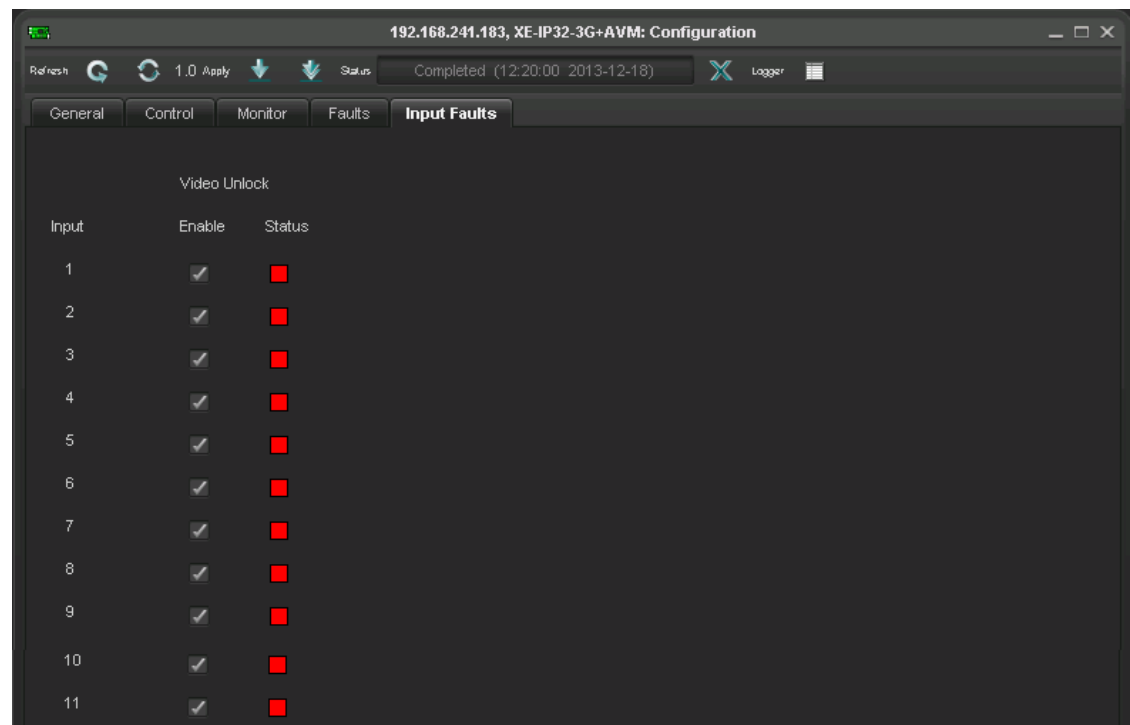 192.168.241.183, XE-IP32-3G+AVM: Configuration
Refresh 1.0 Apply Status Completed (12:20:00 2013-12-18) Logger
General Control Monitor Faults Input Faults
Video Unlock
Input Enable Status
1
2
3
4
5
6
7
8
9
10
11